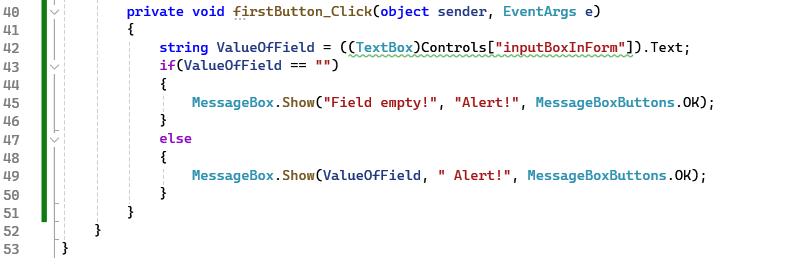 40 private void firstButton_Click(object sender, EventArgs e)
41 {
42 string ValueOfField = ((TextBox)Controls["inputBoxInForm"]).Text;
43 if(ValueOfField == "")
44 {
45 MessageBox.Show("Field empty!", "Alert!", MessageBoxButtons.OK);
46 }
47 else
48 {
49 MessageBox.Show(ValueOfField, " Alert!", MessageBoxButtons.OK);
50 }
51 }
52 }
53 }